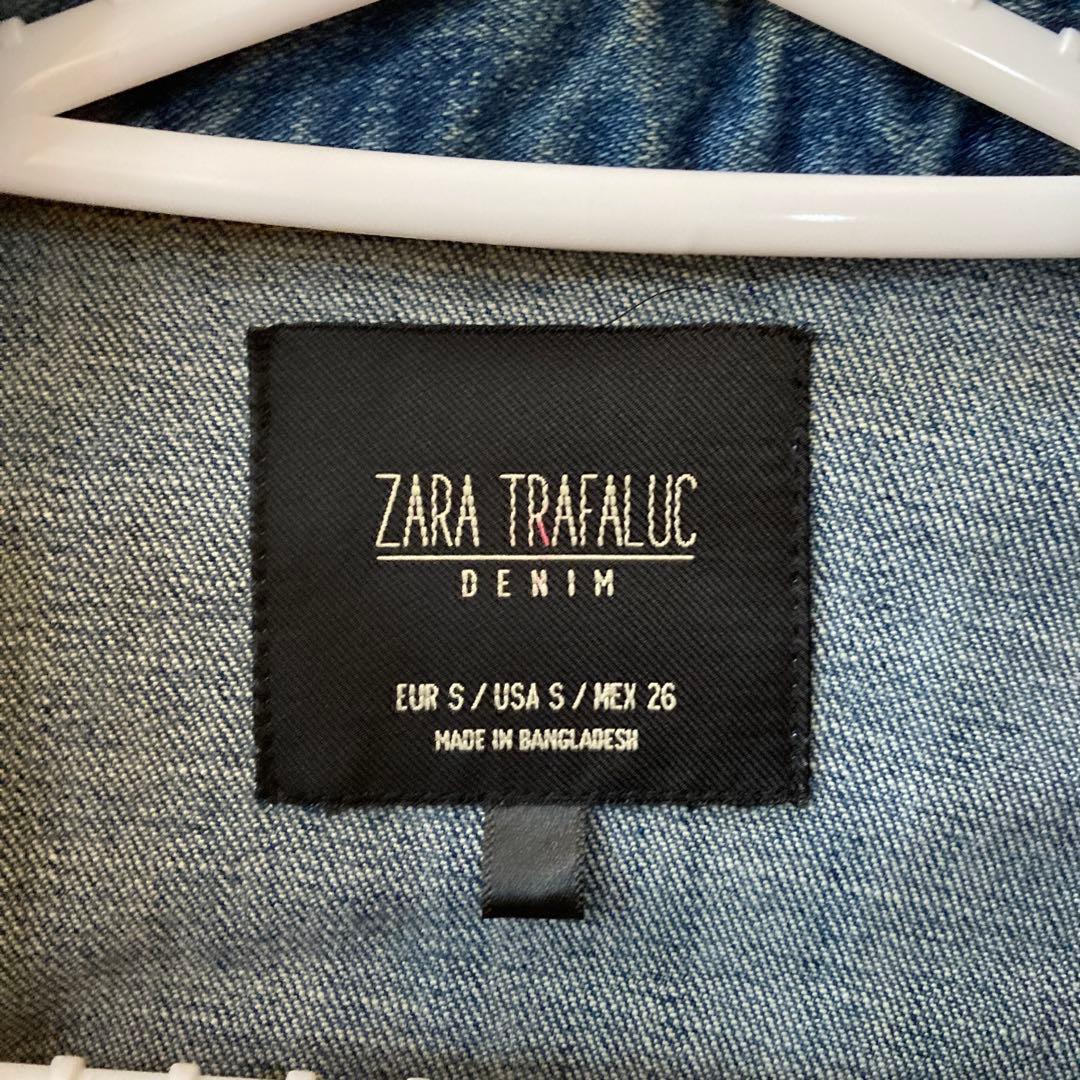 ZARA TRAFALUC
DENIM
EUR S / USA S / MEX 26
MADE IN BANGLADESH